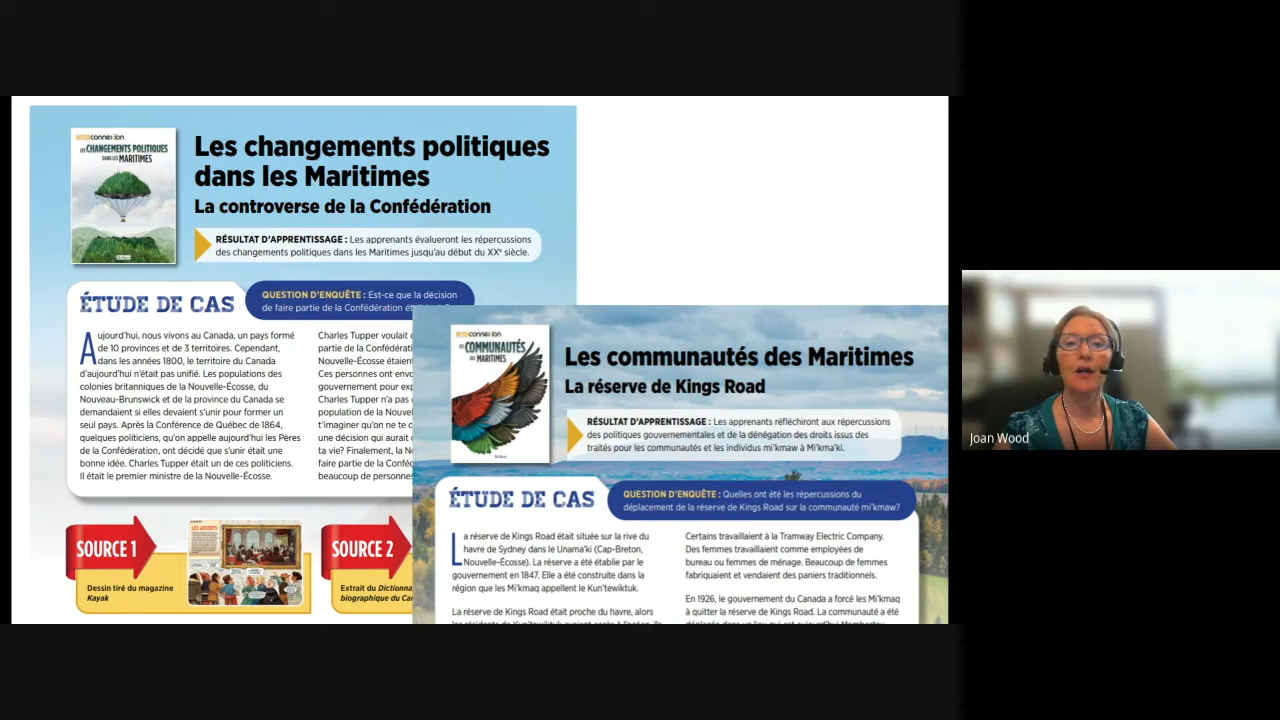 INTERconnexion
LES CHANGEMENTS POLITIQUES
DANS LES MARITIMES
Les changements politiques
dans les Maritimes
La controverse de la Confédération
RÉSULTAT D'APPRENTISSAGE : Les apprenants évalueront les répercussions
des changements politiques dans les Maritimes jusqu'au début du XXe siècle.
ÉTUDE DE CAS
QUESTION D'ENQUÊTE : Est-ce que la décision
de faire partie de la Confédération
Aujourd'hui, nous vivons au Canada, un pays formé
de 10 provinces et de 3 territoires. Cependant,
dans les années 1800, le territoire du Canada
d'aujourd'hui n'était pas unifié. Les populations des
colonies britanniques de la Nouvelle-Écosse, du
Nouveau-Brunswick et de la province du Canada se
demandaient si elles devaient s'unir pour former un
seul pays. Après la Conférence de Québec de 1864,
quelques politiciens, qu'on appelle aujourd'hui les Pères
de la Confédération, ont décidé que s'unir était une
bonne idée. Charles Tupper était un de ces politiciens.
Il était le premier ministre de la Nouvelle-Écosse.
Charles Tupper voulait
partie de la Confédérati
Nouvelle-Écosse étaien
Ces personnes ont envo
gouvernement pour exp
Charles Tupper n'a pas
population de la Nouvel
t'imaginer qu'on ne te c
une décision qui aurait
ta vie? Finalement, la N
faire partie de la Conféd
beaucoup de personnes
SOURCE 1
Dessin tiré du magazine
Kayak
LES ABSENTS
SOURCE 2
Extrait du Dictionna
biographique du Can
INTERconnexion
LES COMMUNAUTÉS
DES MARITIMES
Les communautés des Maritimes
La réserve de Kings Road
RÉSULTAT D'APPRENTISSAGE : Les apprenants réfléchiront aux répercussions
des politiques gouvernementales et de la dénégation des droits issus des
traités pour les communautés et les individus mi'kmaw à Mi'kma'ki.
ÉTUDE DE CAS
QUESTION D'ENQUÊTE : Quelles ont été les répercussions du
déplacement de la réserve de Kings Road sur la communauté mi'kmaw?
La réserve de Kings Road était située sur la rive du
havre de Sydney dans le Unama'ki (Cap-Breton,
Nouvelle-Écosse). La réserve a été établie par le
gouvernement en 1847. Elle a été construite dans la
région que les Mi'kmaq appellent le Kun'tewiktuk.
La réserve de Kings Road était proche du havre, alors
Certains travaillaient à la Tramway Electric Company.
Des femmes travaillaient comme employées de
bureau ou femmes de ménage. Beaucoup de femmes
fabriquaient et vendaient des paniers traditionnels.
En 1926, le gouvernement du Canada a forcé les Mi'kmaq
à quitter la réserve de Kings Road. La communauté a été
Joan Wood